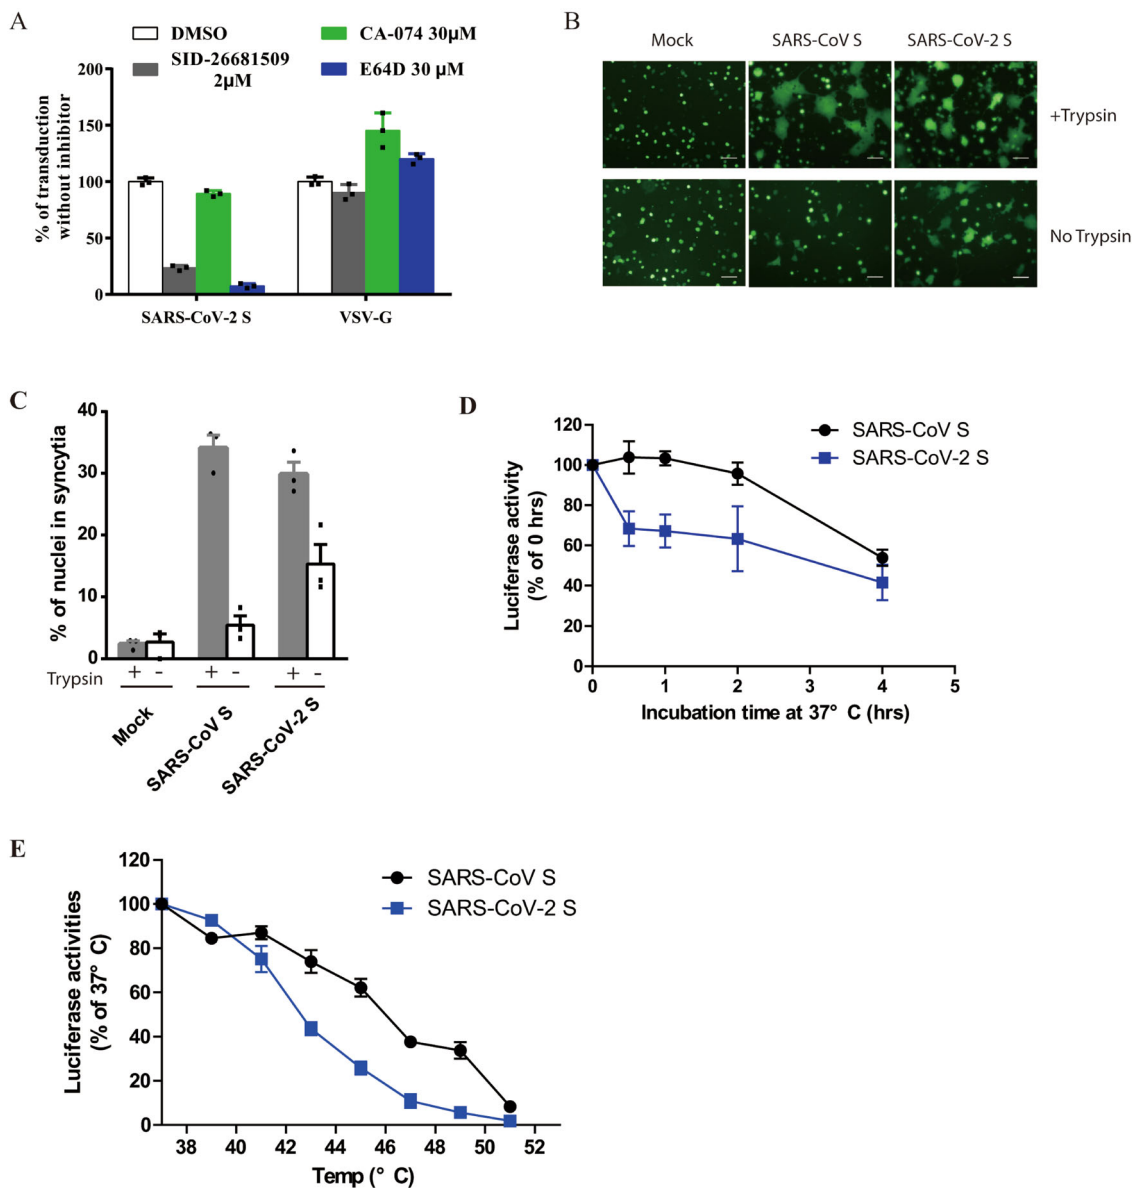 A
DMSO
CA-074 30μM
SID-26681509
2μM
E64D 30 μM
% of transduction
without inhibitor
200
150
100
50
0
SARS-CoV-2 S
VSV-G
B
Mock
SARS-CoV S
SARS-CoV-2 S
+Trypsin
No Trypsin
C
% of nuclei in syncytia
40
30
20
10
0
Trypsin
+
-
+
-
+
-
Mock
SARS-CoV S
SARS-CoV-2 S
D
SARS-CoV S
SARS-CoV-2 S
Luciferase activity
(% of 0 hrs)
120
100
80
60
40
20
0
0
1
2
3
4
5
Incubation time at 37° C (hrs)
E
SARS-CoV S
SARS-CoV-2 S
Luciferase activities
(% of 37° C)
120
100
80
60
40
20
0
38
40
42
44
46
48
50
52
Temp (° C)